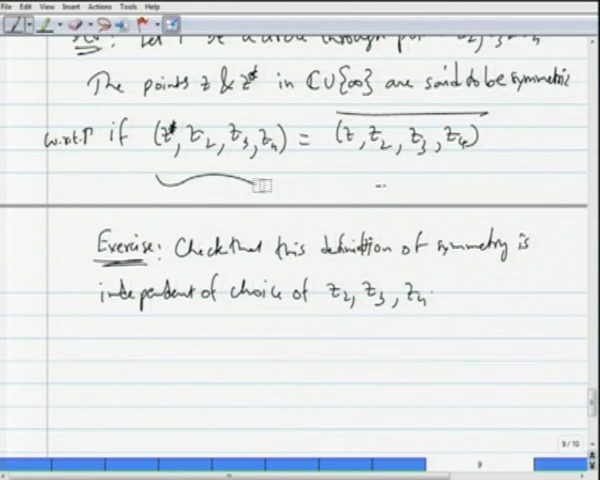 File Edit View Insert Actions Tools Help
The points z & z* in ℂ∪{∞} are said to be symmetric
w.r.t Γ if (z*, z₂, z₃, z₄) = \overline{(z, z₂, z₃, z₄)}
Exercise: Check that this definition of symmetry is
independent of choice of z₂, z₃, z₄.
9/10
9